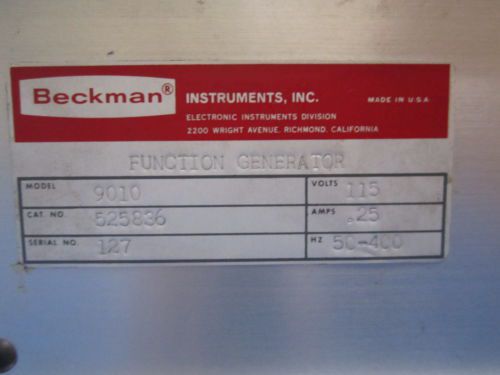 Beckman® INSTRUMENTS, INC. MADE IN U.S.A
ELECTRONIC INSTRUMENTS DIVISION
2200 WRIGHT AVENUE, RICHMOND, CALIFORNIA
FUNCTION GENERATOR
MODEL 9010 VOLTS 115
CAT. NO. 525836 AMPS .25
SERIAL NO. 127 HZ 50-400